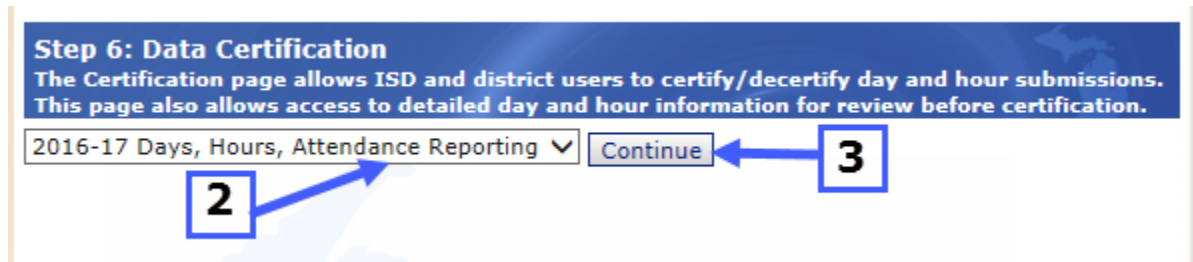 Step 6: Data Certification
The Certification page allows ISD and district users to certify/decertify day and hour submissions.
This page also allows access to detailed day and hour information for review before certification.
2016-17 Days, Hours, Attendance Reporting Continue
3
2